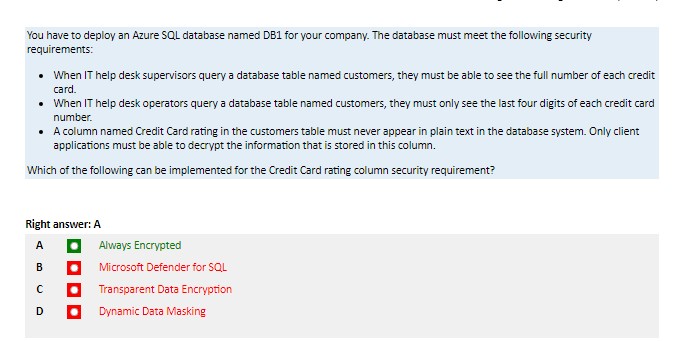 You have to deploy an Azure SQL database named DB1 for your company. The database must meet the following security
requirements:
• When IT help desk supervisors query a database table named customers, they must be able to see the full number of each credit
card.
• When IT help desk operators query a database table named customers, they must only see the last four digits of each credit card
number.
• A column named Credit Card rating in the customers table must never appear in plain text in the database system. Only client
applications must be able to decrypt the information that is stored in this column.
Which of the following can be implemented for the Credit Card rating column security requirement?
Right answer: A
A Always Encrypted
B Microsoft Defender for SQL
C Transparent Data Encryption
D Dynamic Data Masking